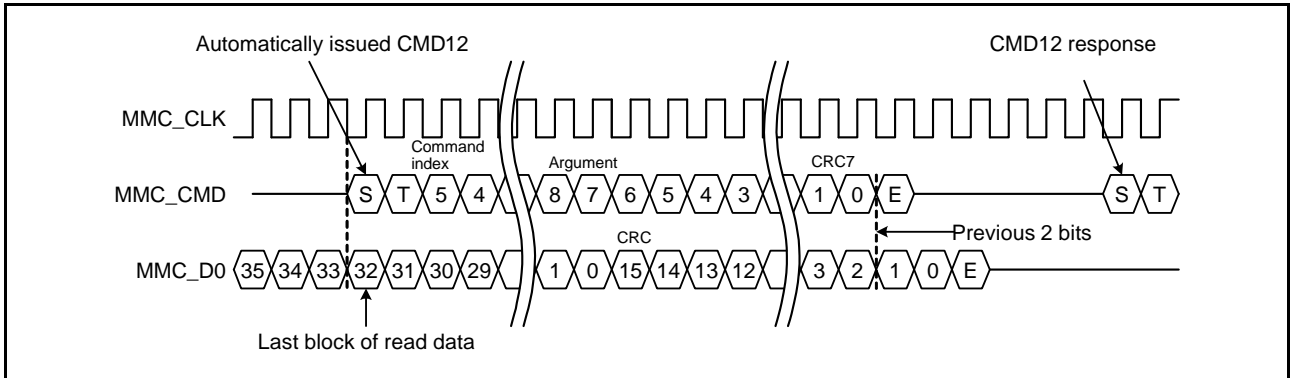 Automatically issued CMD12
CMD12 response
MMC_CLK
Command
index
Argument
CRC7
MMC_CMD
S T 5 4 8 7 6 5 4 3 1 0 E S T
Previous 2 bits
CRC
MMC_D0
35 34 33 32 31 30 29 1 0 15 14 13 12 3 2 1 0 E
Last block of read data